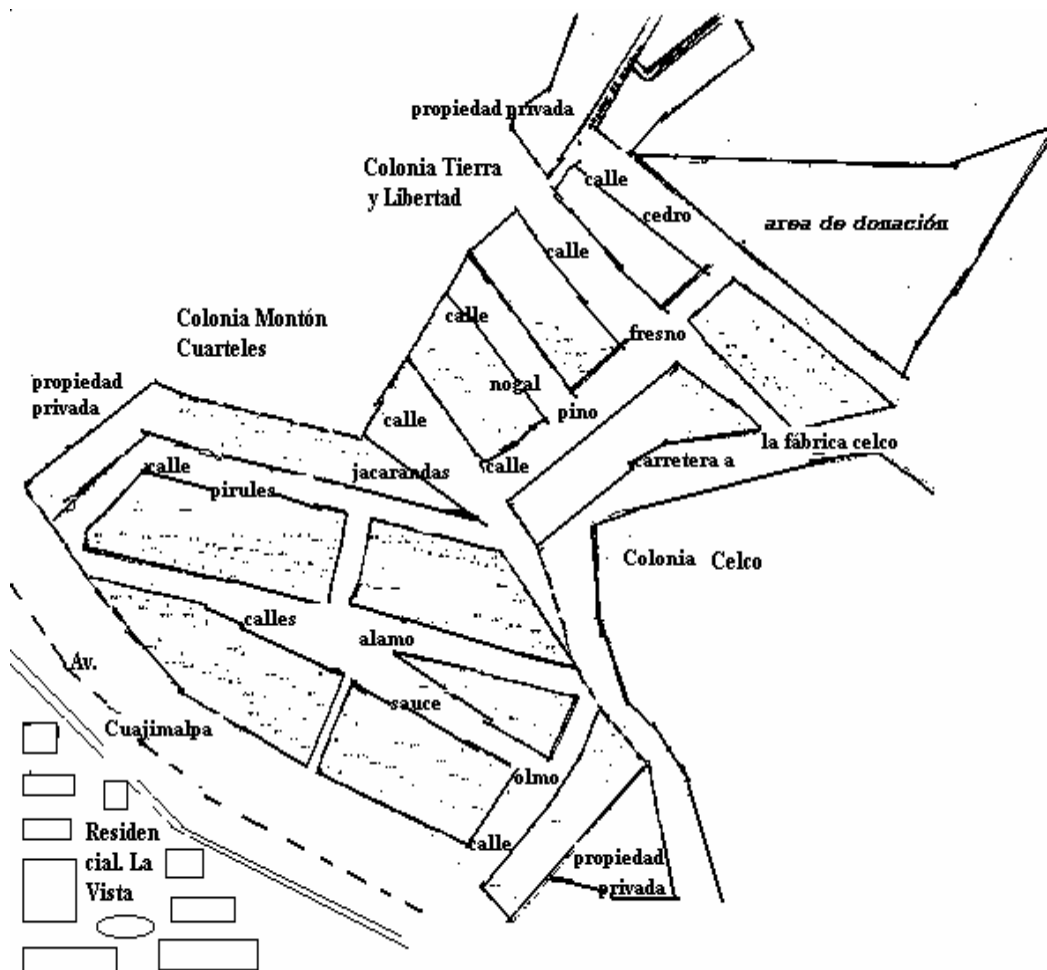 propiedad privada
Colonia Tierra
y Libertad
calle
cedro
area de donación
calle
Colonia Montón
Cuarteles
calle
fresno
propiedad
privada
nogal
calle
pino
la fábrica celco
calle
jacarandas
calle
carretera a
pirules
Colonia Celco
calles
alamo
Av.
sauce
Cuajimalpa
olmo
Residen
cial. La
Vista
calle
propiedad
privada